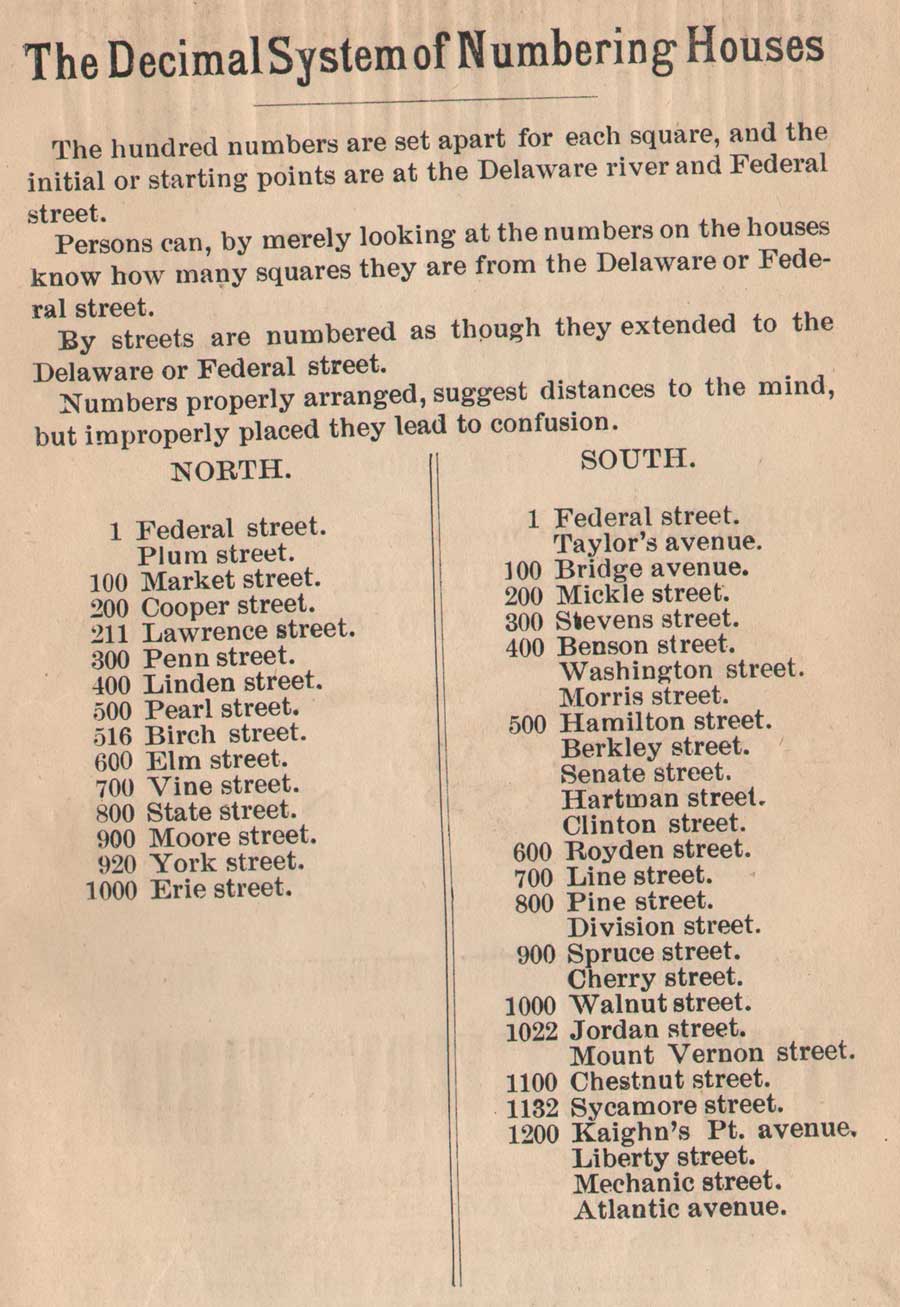 The Decimal System of Numbering Houses
The hundred numbers are set apart for each square, and the
initial or starting points are at the Delaware river and Federal
street.
Persons can, by merely looking at the numbers on the houses
know how many squares they are from the Delaware or Fede-
ral street.
By streets are numbered as though they extended to the
Delaware or Federal street.
Numbers properly arranged, suggest distances to the mind,
but improperly placed they lead to confusion.
NORTH.
1 Federal street.
Plum street.
100 Market street.
200 Cooper street.
211 Lawrence street.
300 Penn street.
400 Linden street.
500 Pearl street.
516 Birch street.
600 Elm street.
700 Vine street.
800 State street.
900 Moore street.
920 York street.
1000 Erie street.
SOUTH.
1 Federal street.
Taylor's avenue.
100 Bridge avenue.
200 Mickle street.
300 Stevens street.
400 Benson street.
Washington street.
Morris street.
500 Hamilton street.
Berkley street.
Senate street.
Hartman street.
Clinton street.
600 Royden street.
700 Line street.
800 Pine street.
Division street.
900 Spruce street.
Cherry street.
1000 Walnut street.
1022 Jordan street.
Mount Vernon street.
1100 Chestnut street.
1132 Sycamore street.
1200 Kaighn's Pt. avenue.
Liberty street.
Mechanic street.
Atlantic avenue.